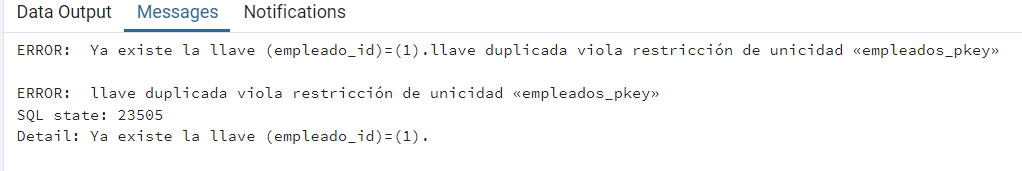 Data Output Messages Notifications
ERROR:  Ya existe la llave (empleado_id)=(1).llave duplicada viola restricción de unicidad «empleados_pkey»
ERROR:  llave duplicada viola restricción de unicidad «empleados_pkey»
SQL state: 23505
Detail: Ya existe la llave (empleado_id)=(1).